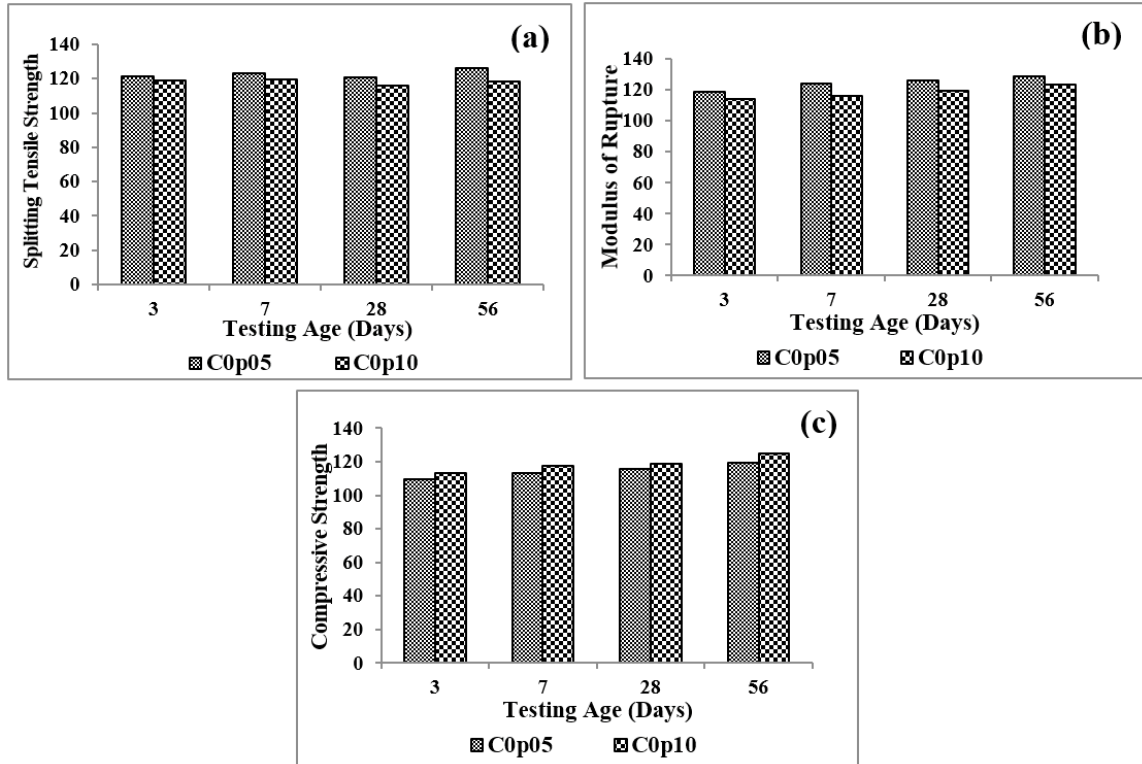 (a)
Splitting Tensile Strength
140
120
100
80
60
40
20
0
3 7 28 56
Testing Age (Days)
C0p05 C0p10
(b)
Modulus of Rupture
140
120
100
80
60
40
20
0
3 7 28 56
Testing Age (Days)
C0p05 C0p10
(c)
Compressive Strength
140
120
100
80
60
40
20
0
3 7 28 56
Testing Age (Days)
C0p05 C0p10